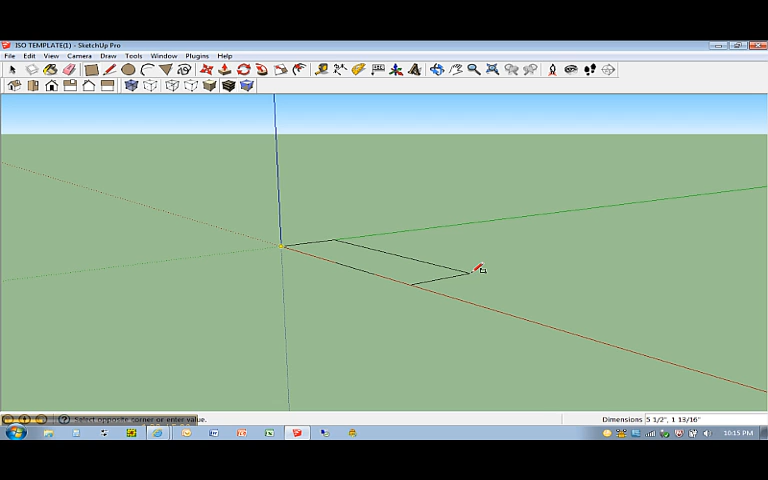 ISO TEMPLATE(1) - SketchUp Pro
File Edit View Camera Draw Tools Window Plugins Help
Select opposite corner or enter value.
Dimensions 5 1/2", 1 13/16"
10:15 PM